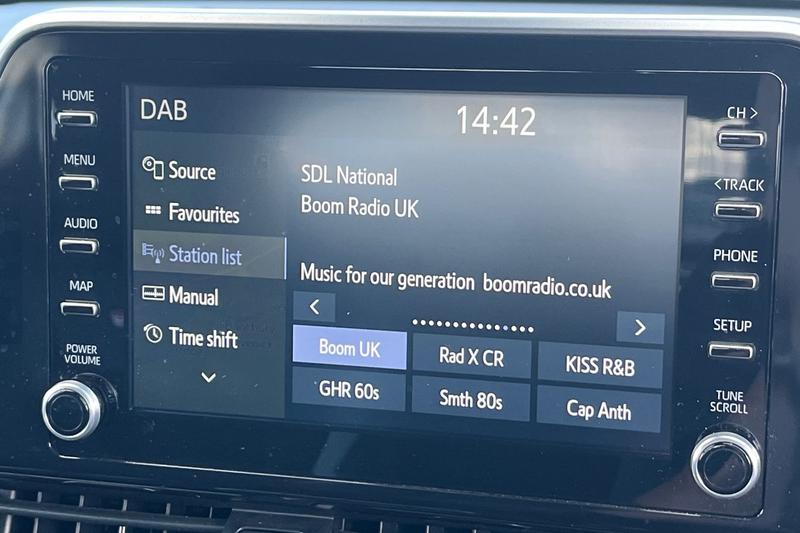 HOME
MENU
AUDIO
MAP
POWER
VOLUME
DAB
14:42
Source
Favourites
Station list
Manual
Time shift
SDL National
Boom Radio UK
Music for our generation boomradio.co.uk
<
>
Boom UK
Rad X CR
KISS R&B
GHR 60s
Smth 80s
Cap Anth
CH >
< TRACK
PHONE
SETUP
TUNE
SCROLL